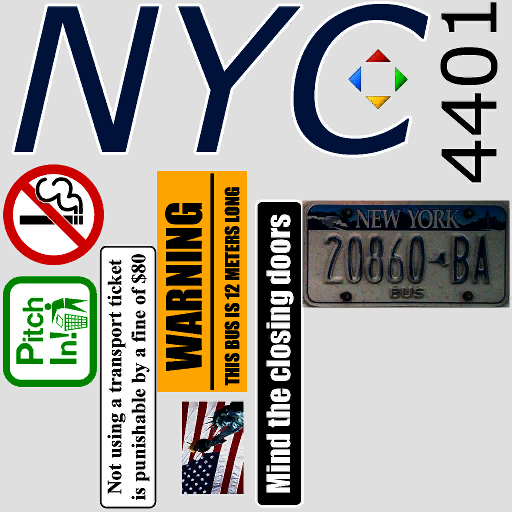 NYC
4401
NEW YORK
20860 BA
BUS
Pitch
In!
Not using a transport ticket
is punishable by a fine of $80
WARNING
THIS BUS IS 12 METERS LONG
Mind the closing doors